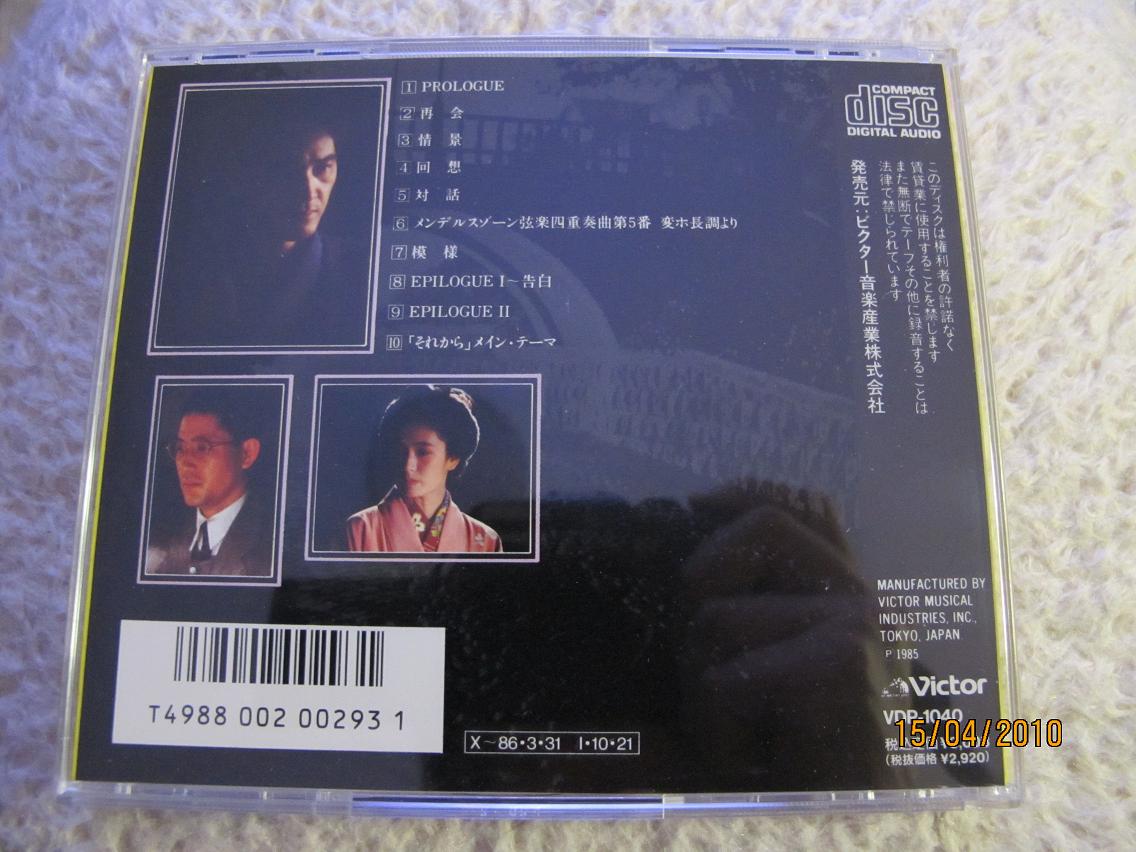 1 PROLOGUE
2 再 会
3 情 景
4 回 想
5 対 話
6 メンデルスゾーン弦楽四重奏曲第5番 変ホ長調より
7 模 様
8 EPILOGUE I～告白
9 EPILOGUE II
10 「それから」メイン・テーマ
COMPACT
disc
DIGITAL AUDIO
このディスクは権利者の許諾なく
賃貸業に使用することを禁じます
また無断でテープその他に録音することは
法律で禁じられています
発売元:ビクター音楽産業株式会社
MANUFACTURED BY
VICTOR MUSICAL
INDUSTRIES, INC.,
TOKYO, JAPAN
℗ 1985
Victor
VDP-1040
15/04/2010
(税抜価格 ¥2,920)
T4988 002 00293 1
X～86・3・31 I・10・21